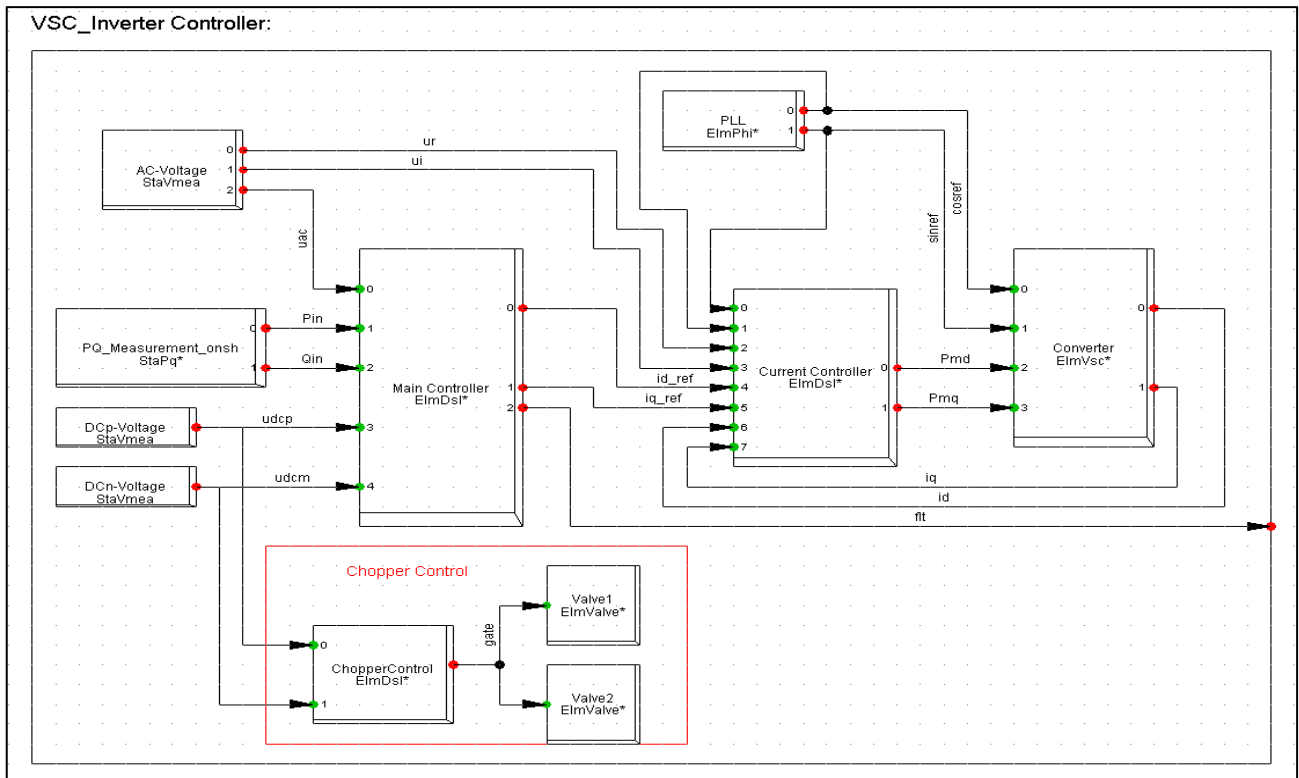 VSC_Inverter Controller:
PLL
ElmPhi*
0
1
AC-Voltage
StaVmea
0
1
2
ur
ui
uac
sinref
cosref
PQ_Measurement_onsh
StaPq*
0
1
Pin
Qin
DCp-Voltage
StaVmea
udcp
DCn-Voltage
StaVmea
udcm
Main Controller
ElmDsl*
0
1
2
3
4
0
1
2
id_ref
iq_ref
Current Controller
ElmDsl*
0
1
2
3
4
5
6
7
0
1
Pmd
Pmq
Converter
ElmVsc*
0
1
2
3
0
1
iq
id
flt
Chopper Control
ChopperControl
ElmDsl*
0
1
gate
Valve1
ElmValve*
Valve2
ElmValve*